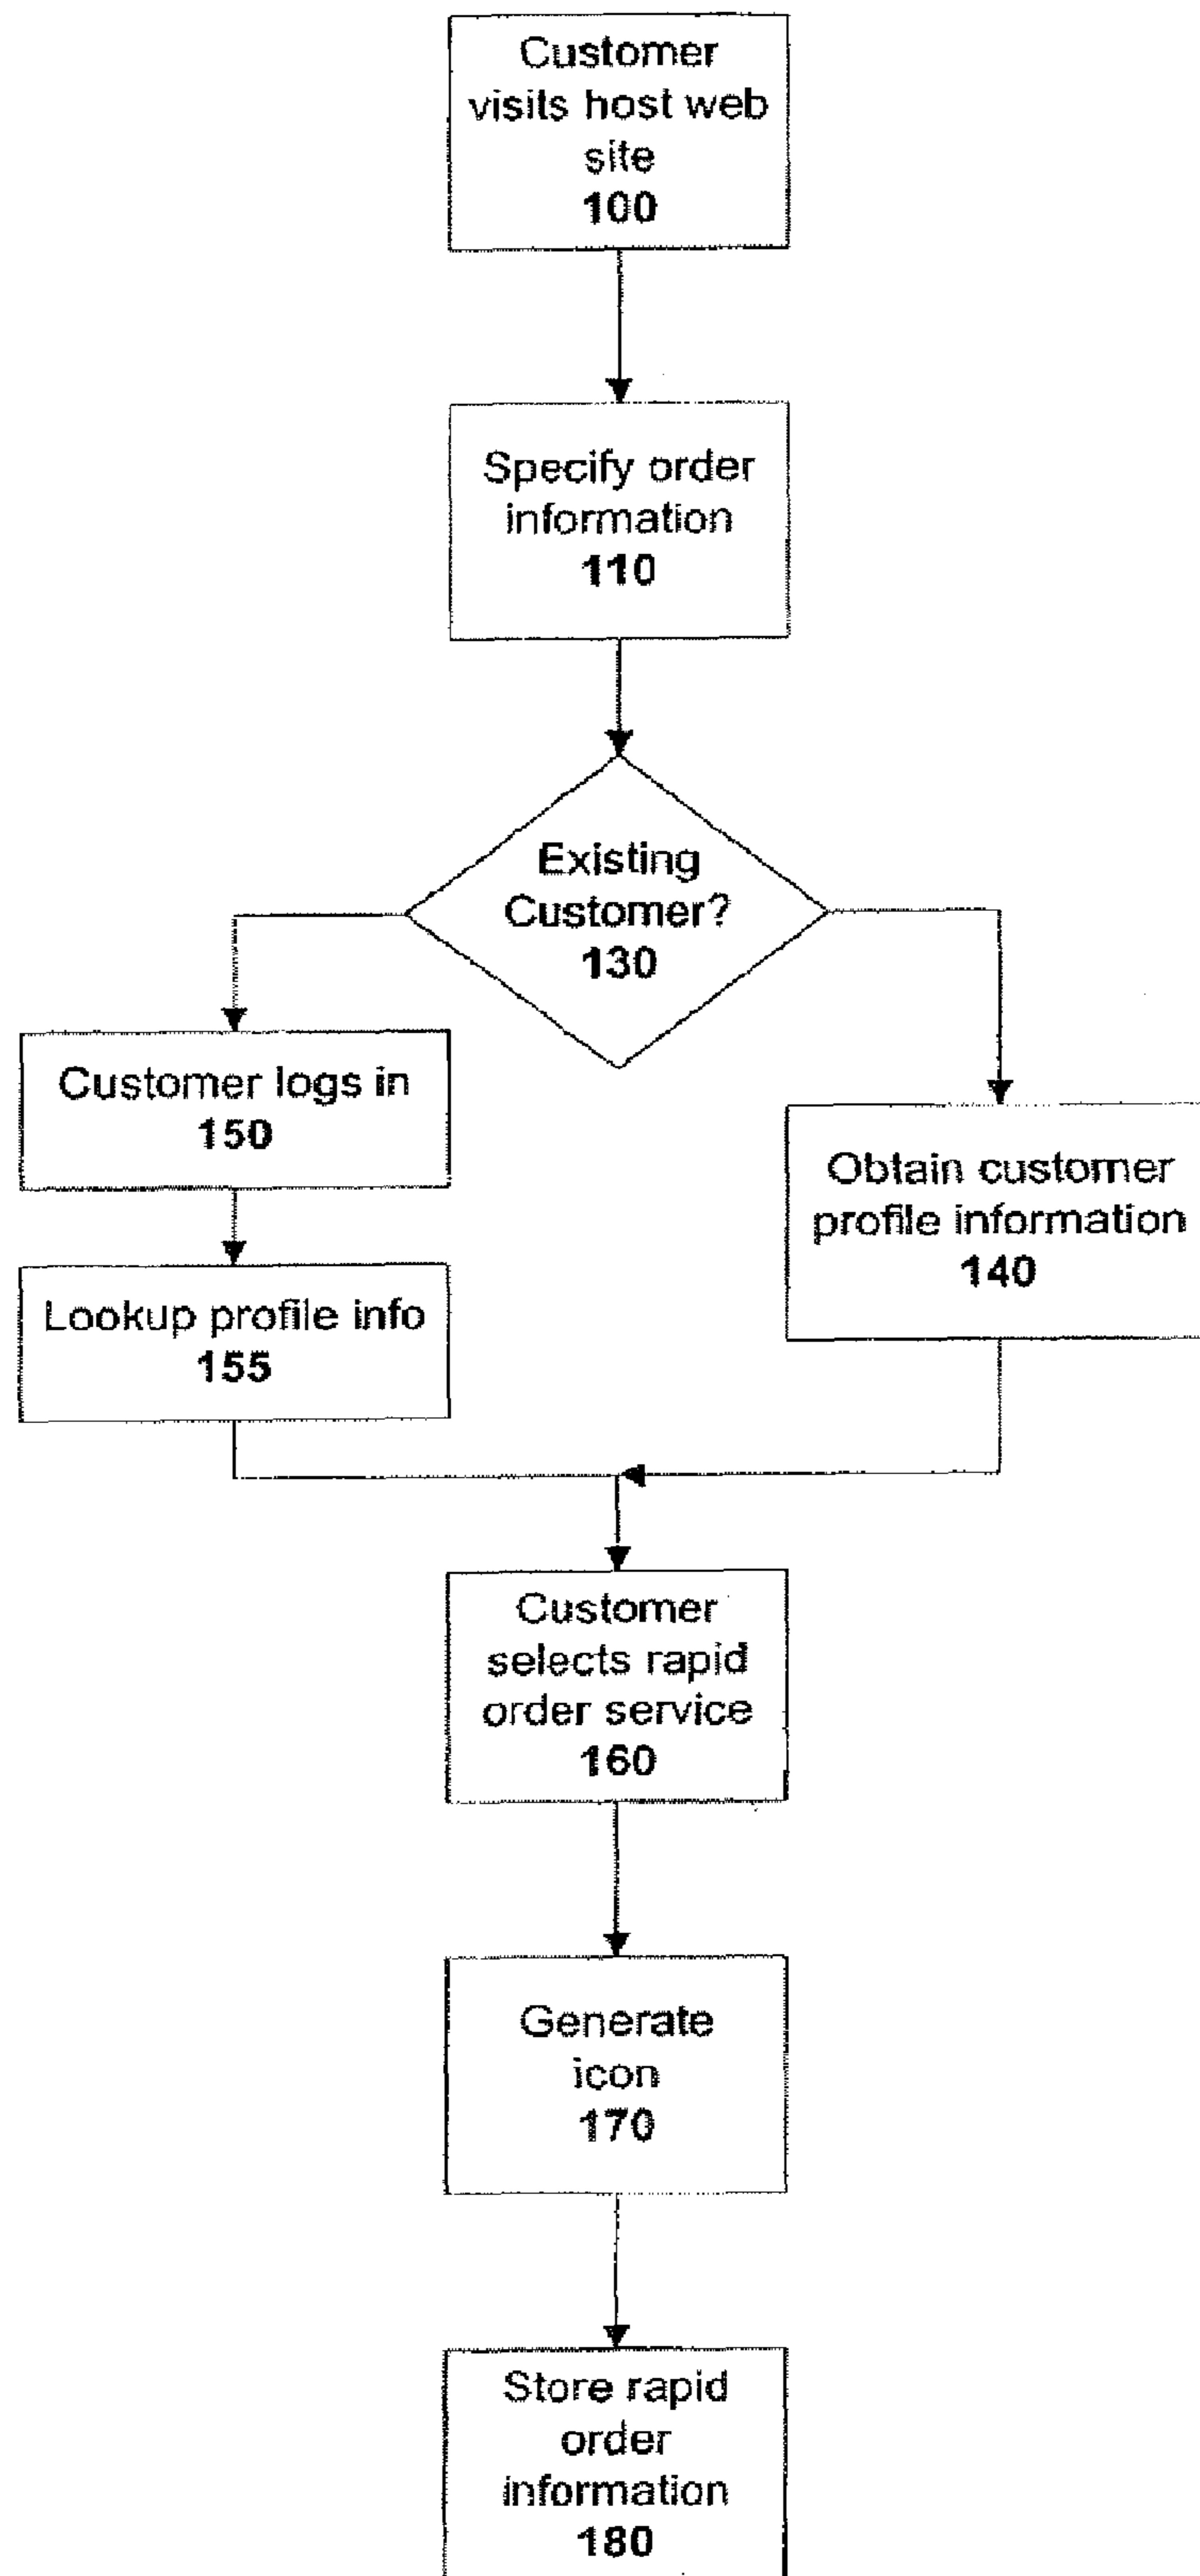 Customer
visits host web
site
100
Specify order
information
110
Existing
Customer?
130
Customer logs in
150
Lookup profile info
155
Obtain customer
profile information
140
Customer
selects rapid
order service
160
Generate
icon
170
Store rapid
order
information
180